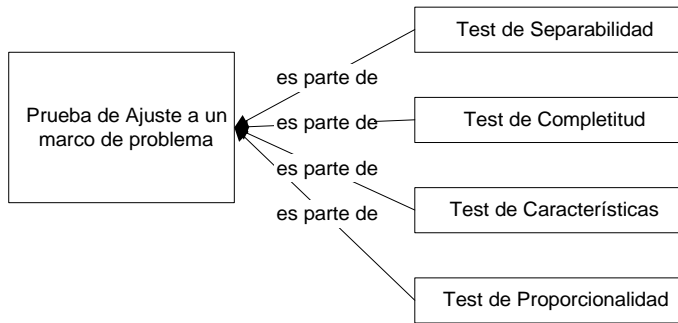 Test de Separabilidad
es parte de
Prueba de Ajuste a un
marco de problema
es parte de
Test de Completitud
es parte de
Test de Características
es parte de
Test de Proporcionalidad